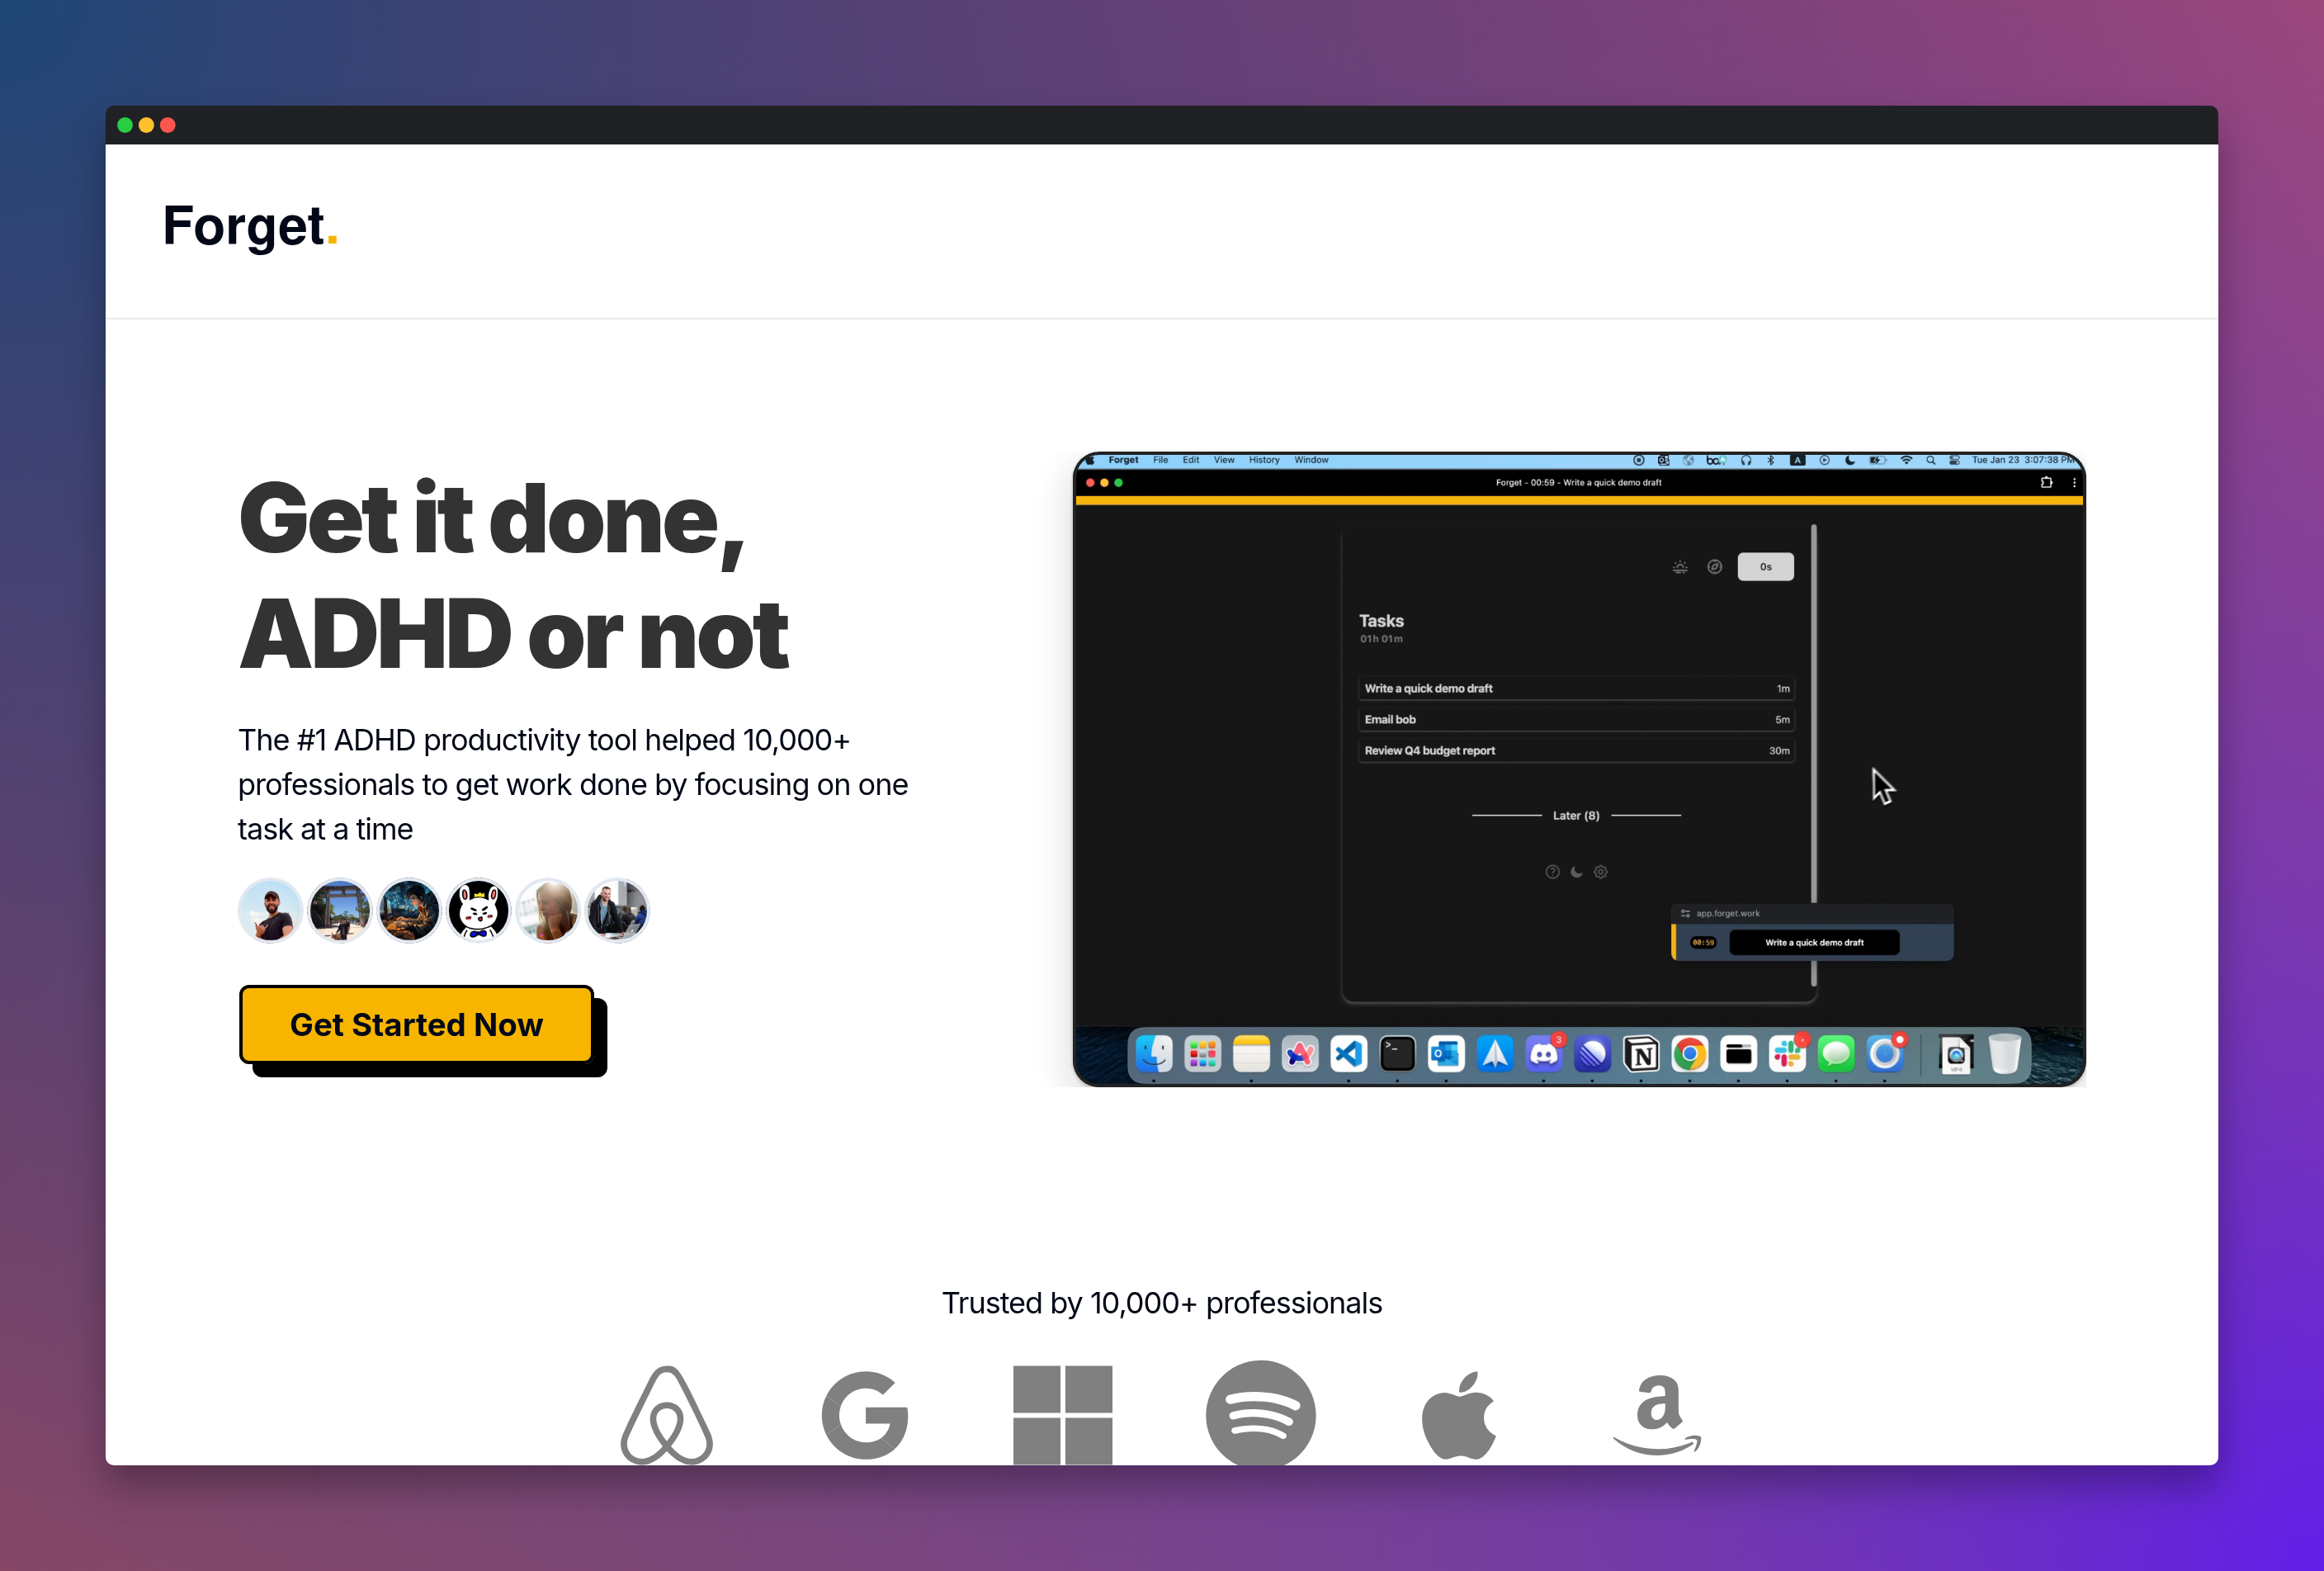 Forget.
Get it done,
ADHD or not
The #1 ADHD productivity tool helped 10,000+
professionals to get work done by focusing on one
task at a time
Get Started Now
Forget File Edit View History Window
A
Tue Jan 23 3:07:38 PM
Forget - 00:59 - Write a quick demo draft
0s
Tasks
01h 01m
Write a quick demo draft 1m
Email bob 5m
Review Q4 budget report 30m
Later (8)
app.forget.work
00:59 Write a quick demo draft
3
MP4
Trusted by 10,000+ professionals